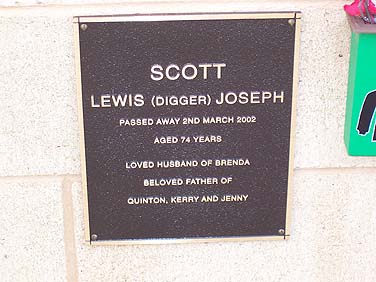 SCOTT
LEWIS (DIGGER) JOSEPH
PASSED AWAY 2ND MARCH 2002
AGED 74 YEARS
LOVED HUSBAND OF BRENDA
BELOVED FATHER OF
QUINTON, KERRY AND JENNY